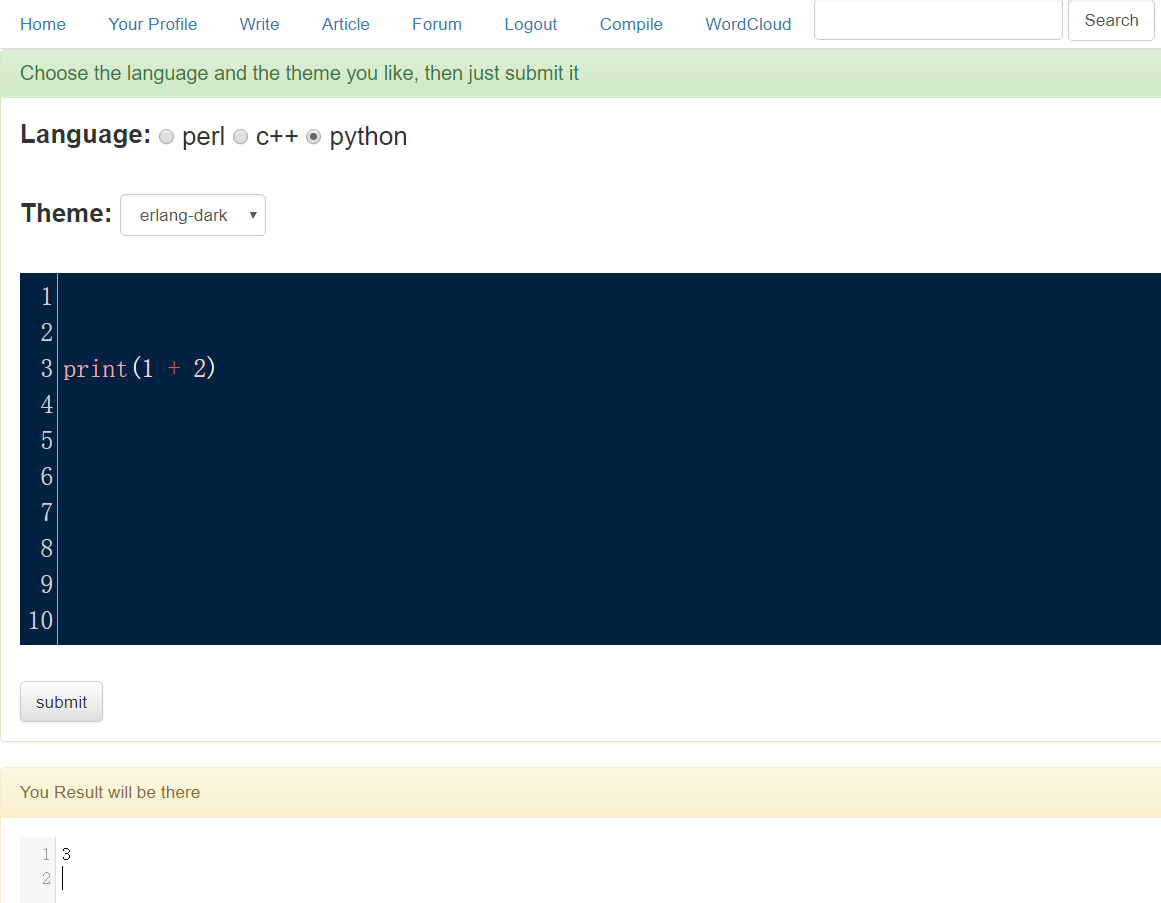 Home Your Profile Write Article Forum Logout Compile WordCloud Search
Choose the language and the theme you like, then just submit it
Language: perl c++ python
Theme: erlang-dark
1
2
3 print(1 + 2)
4
5
6
7
8
9
10
submit
You Result will be there
1 3
2